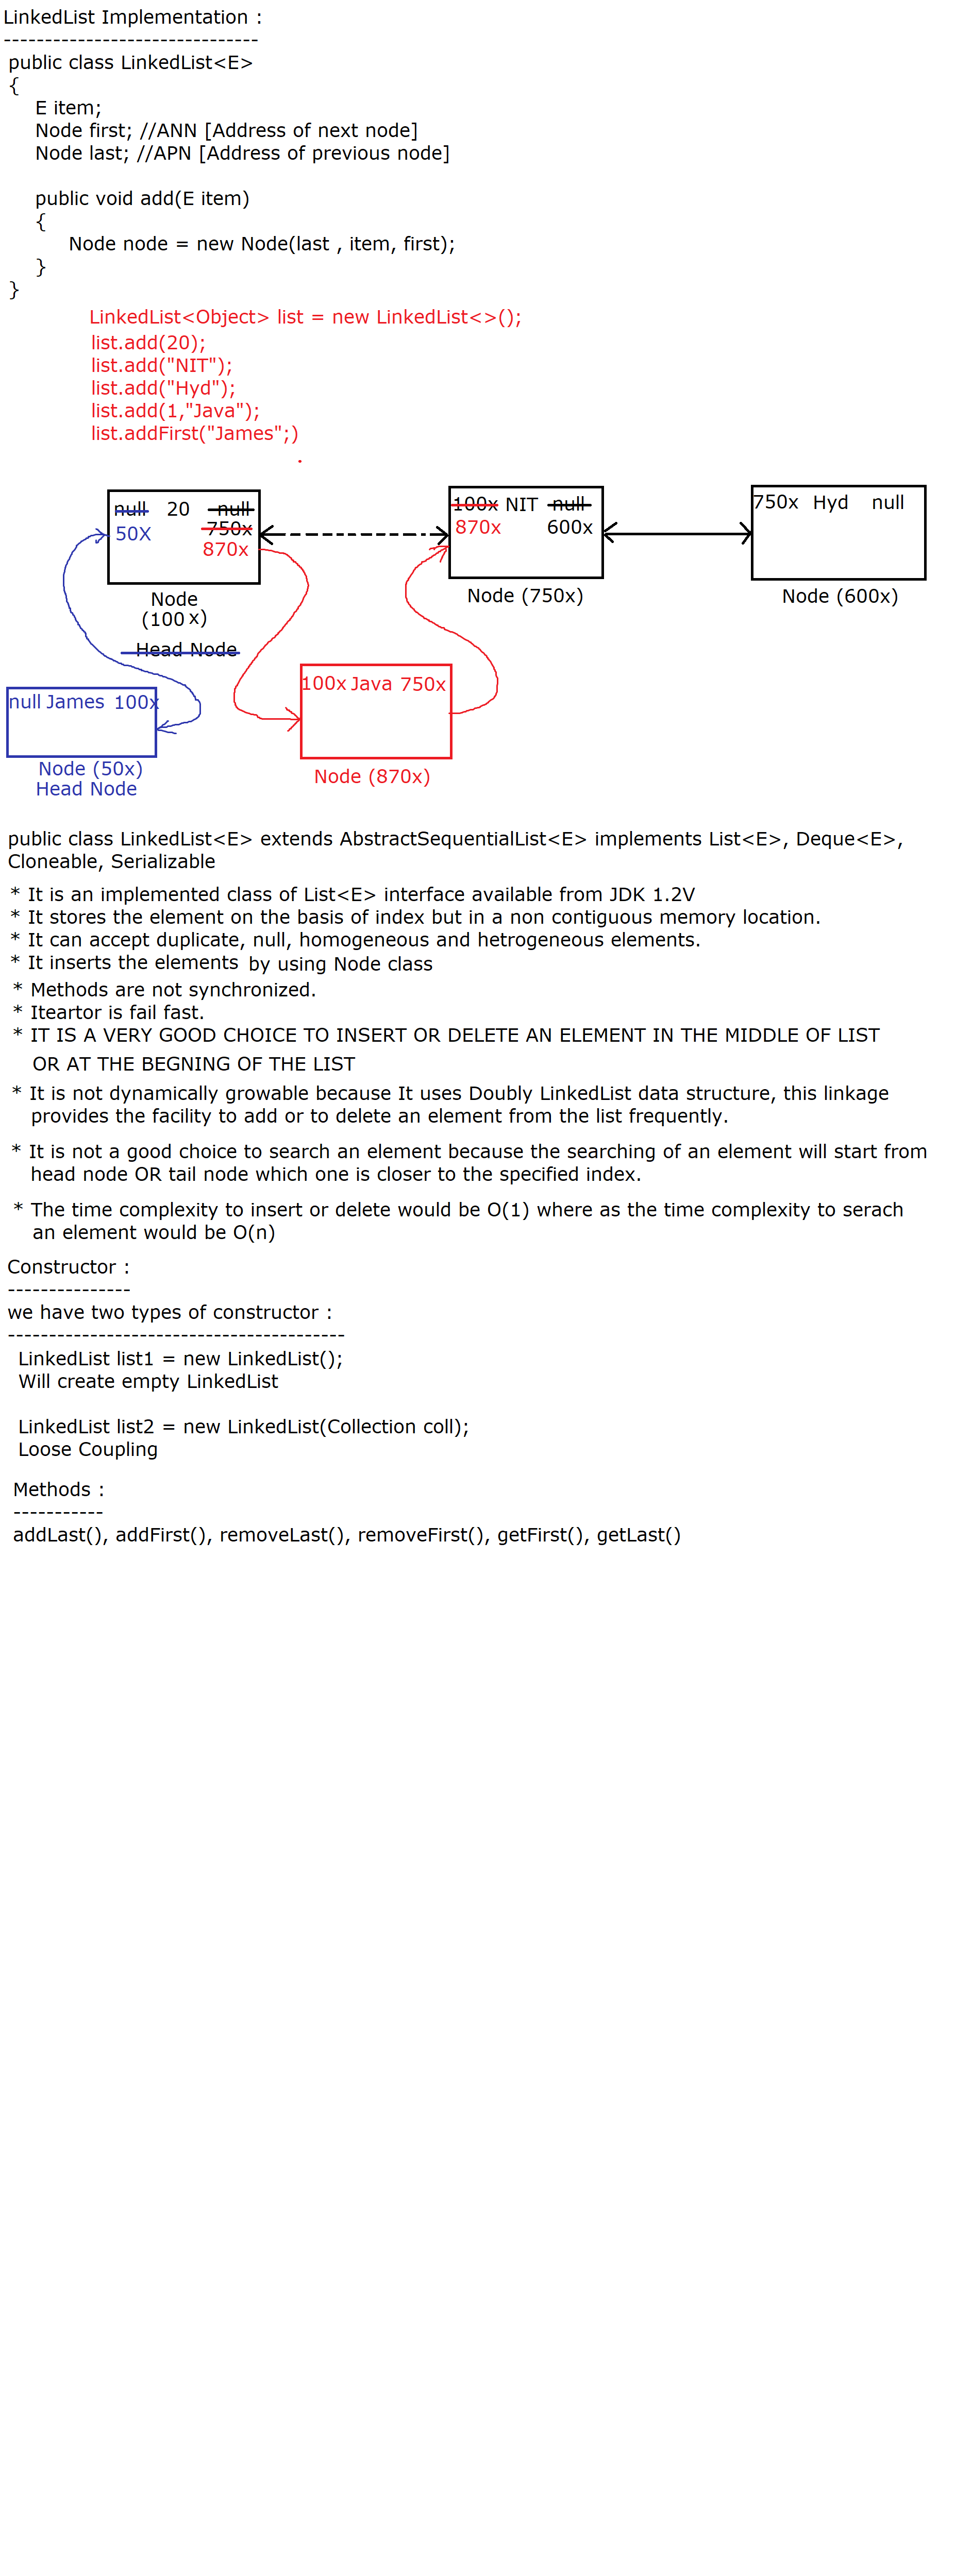 LinkedList Implementation :
-------------------------------
public class LinkedList<E>
{
E item;
Node first; //ANN [Address of next node]
Node last; //APN [Address of previous node]
public void add(E item)
{
Node node = new Node(last , item, first);
}
}
LinkedList<Object> list = new LinkedList<>();
list.add(20);
list.add("NIT");
list.add("Hyd");
list.add(1,"Java");
list.addFirst("James";)
.
null 20 null
750x
50X
870x
Node
(100 x)
Head Node
100x NIT null
870x 600x
Node (750x)
750x Hyd null
Node (600x)
null James 100x
Node (50x)
Head Node
100x Java 750x
Node (870x)
public class LinkedList<E> extends AbstractSequentialList<E> implements List<E>, Deque<E>,
Cloneable, Serializable
* It is an implemented class of List<E> interface available from JDK 1.2V
* It stores the element on the basis of index but in a non contiguous memory location.
* It can accept duplicate, null, homogeneous and hetrogeneous elements.
* It inserts the elements by using Node class
* Methods are not synchronized.
* Iteartor is fail fast.
* IT IS A VERY GOOD CHOICE TO INSERT OR DELETE AN ELEMENT IN THE MIDDLE OF LIST
OR AT THE BEGNING OF THE LIST
* It is not dynamically growable because It uses Doubly LinkedList data structure, this linkage
provides the facility to add or to delete an element from the list frequently.
* It is not a good choice to search an element because the searching of an element will start from
head node OR tail node which one is closer to the specified index.
* The time complexity to insert or delete would be O(1) where as the time complexity to serach
an element would be O(n)
Constructor :
---------------
we have two types of constructor :
-----------------------------------------
LinkedList list1 = new LinkedList();
Will create empty LinkedList
LinkedList list2 = new LinkedList(Collection coll);
Loose Coupling
Methods :
-----------
addLast(), addFirst(), removeLast(), removeFirst(), getFirst(), getLast()